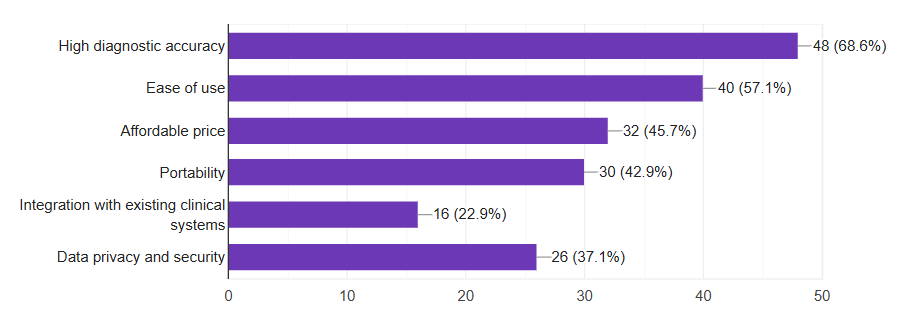 High diagnostic accuracy
48 (68.6%)
Ease of use
40 (57.1%)
Affordable price
32 (45.7%)
Portability
30 (42.9%)
Integration with existing clinical
systems
16 (22.9%)
Data privacy and security
26 (37.1%)
0 10 20 30 40 50